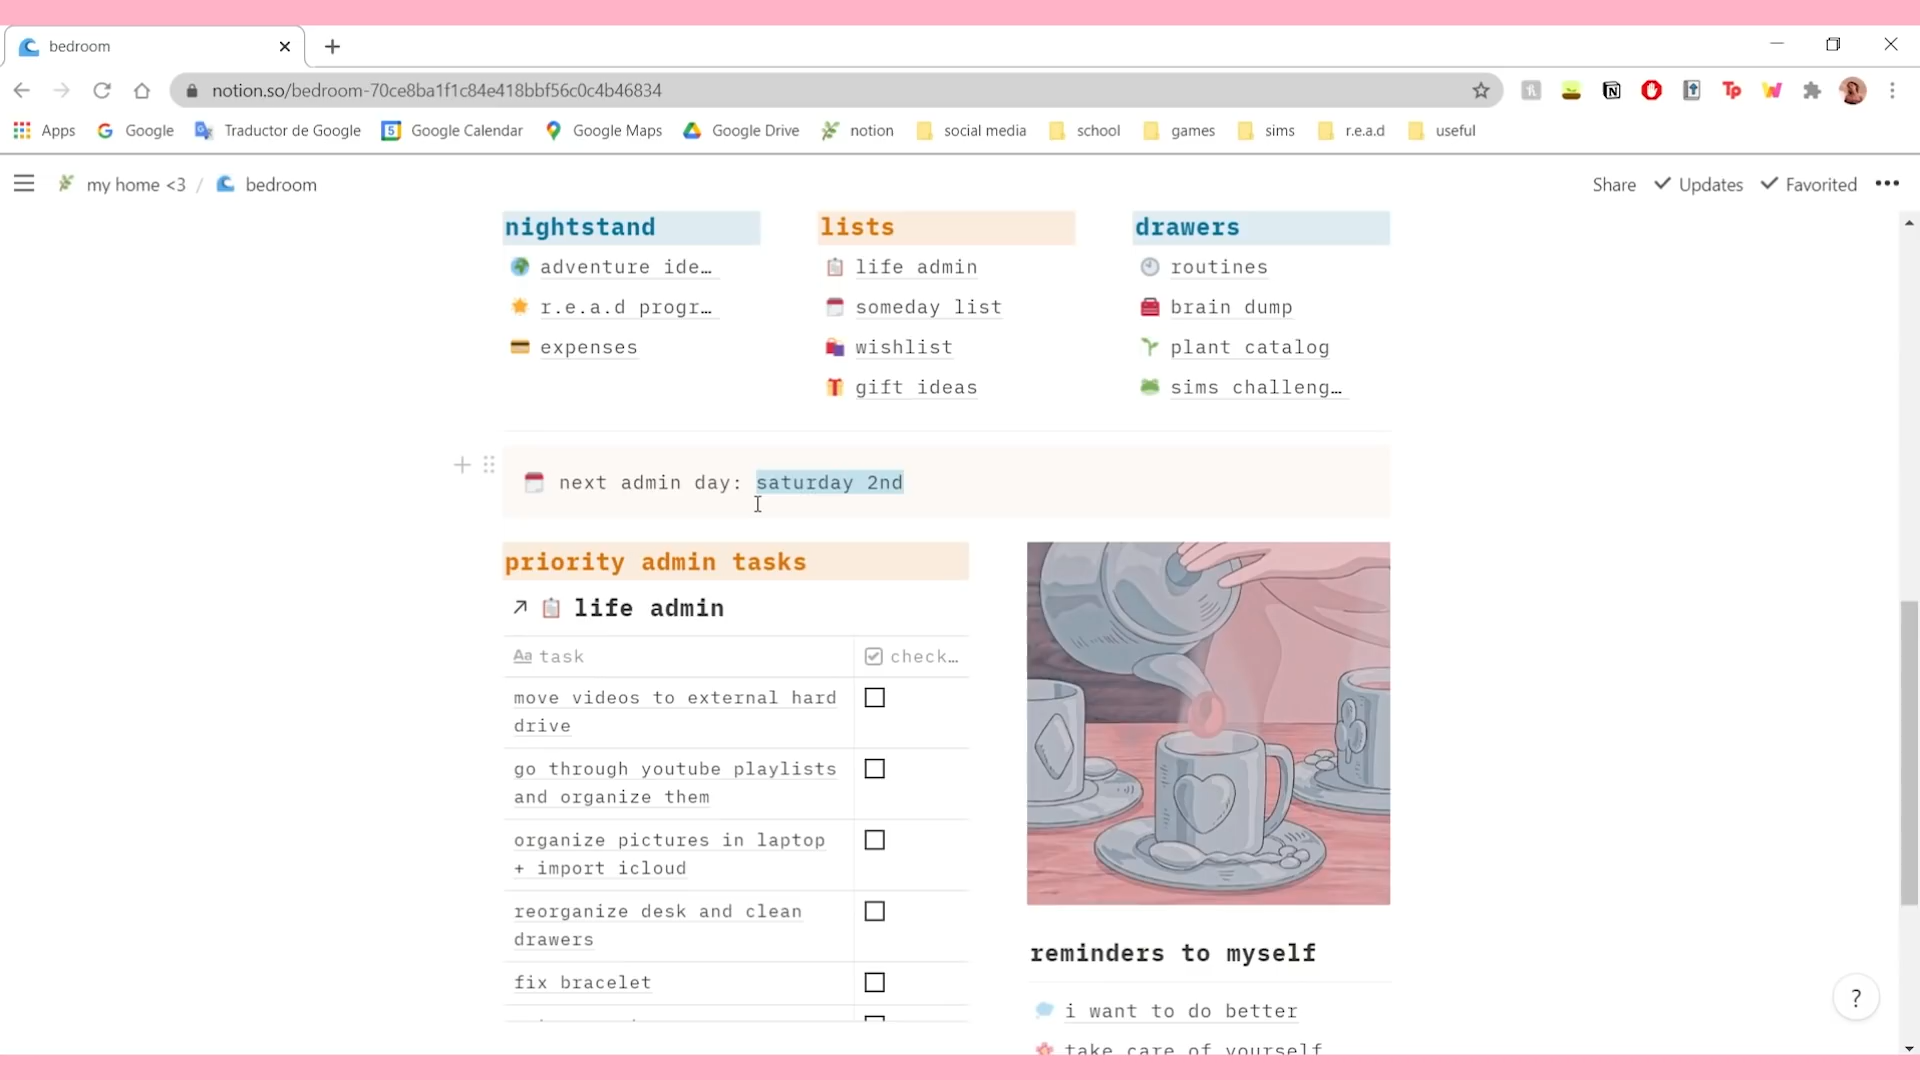 bedroom
notion.so/bedroom-70ce8ba1f1c84e418bbf56c0c4b46834
Apps Google Traductor de Google 5 Google Calendar Google Maps Google Drive notion social media school games sims r.e.a.d useful
my home <3 / bedroom
Share Updates Favorited
nightstand
adventure ide…
r.e.a.d progr…
expenses
lists
life admin
someday list
wishlist
gift ideas
drawers
routines
brain dump
plant catalog
sims challeng…
next admin day: saturday 2nd
priority admin tasks
life admin
Aa task check…
move videos to external hard
drive
go through youtube playlists
and organize them
organize pictures in laptop
+ import icloud
reorganize desk and clean
drawers
fix bracelet
reminders to myself
i want to do better
take care of yourself
?